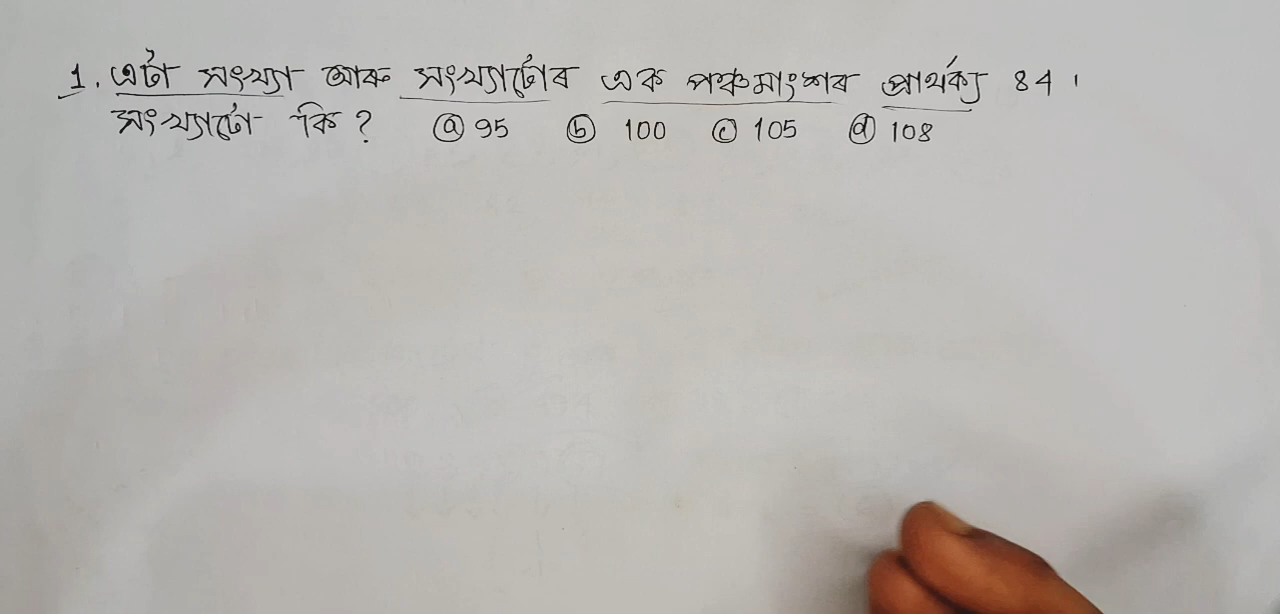 1. এটা সংখ্যা আৰু সংখ্যাটোৰ এক পঞ্চমাংশৰ প্ৰাৰ্থক্য 84।
সংখ্যাটো কি? ⓐ 95 ⓑ 100 ⓒ 105 ⓓ 108